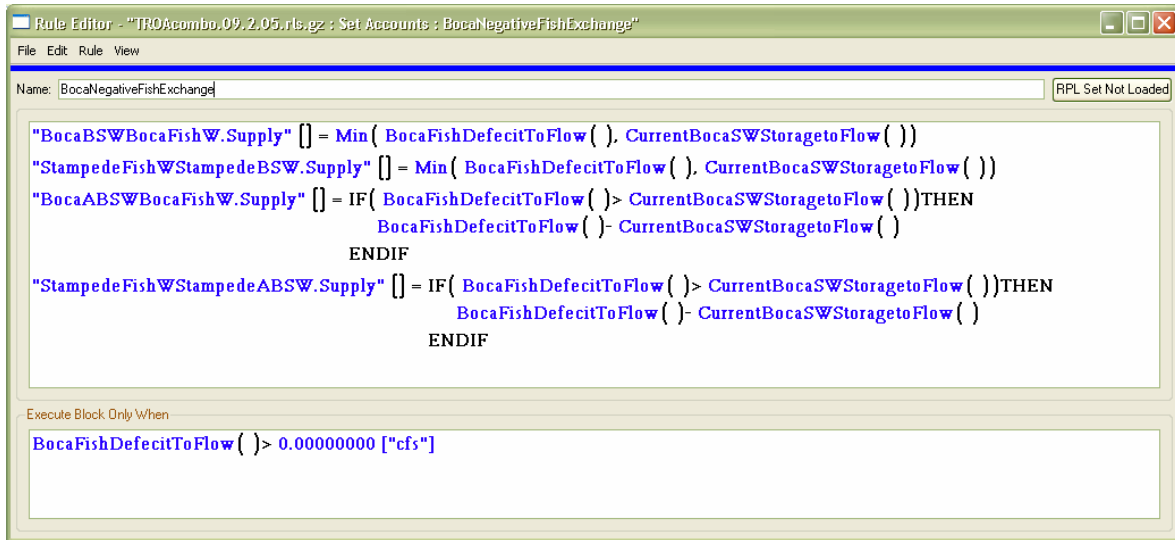 Rule Editor - "TROAcombo.09.2.05.rls.gz : Set Accounts : BocaNegativeFishExchange"
File Edit Rule View
Name: BocaNegativeFishExchange RPL Set Not Loaded
"BocaBSWBocaFishW.Supply" [] = Min( BocaFishDefecitToFlow( ), CurrentBocaSWStoragetoFlow( ))
"StampedeFishWStampedeBSW.Supply" [] = Min( BocaFishDefecitToFlow( ), CurrentBocaSWStoragetoFlow( ))
"BocaABSWBocaFishW.Supply" [] = IF( BocaFishDefecitToFlow( )> CurrentBocaSWStoragetoFlow( ))THEN
BocaFishDefecitToFlow( )- CurrentBocaSWStoragetoFlow( )
ENDIF
"StampedeFishWStampedeABSW.Supply" [] = IF( BocaFishDefecitToFlow( )> CurrentBocaSWStoragetoFlow( ))THEN
BocaFishDefecitToFlow( )- CurrentBocaSWStoragetoFlow( )
ENDIF
Execute Block Only When
BocaFishDefecitToFlow( )> 0.00000000 ["cfs"]